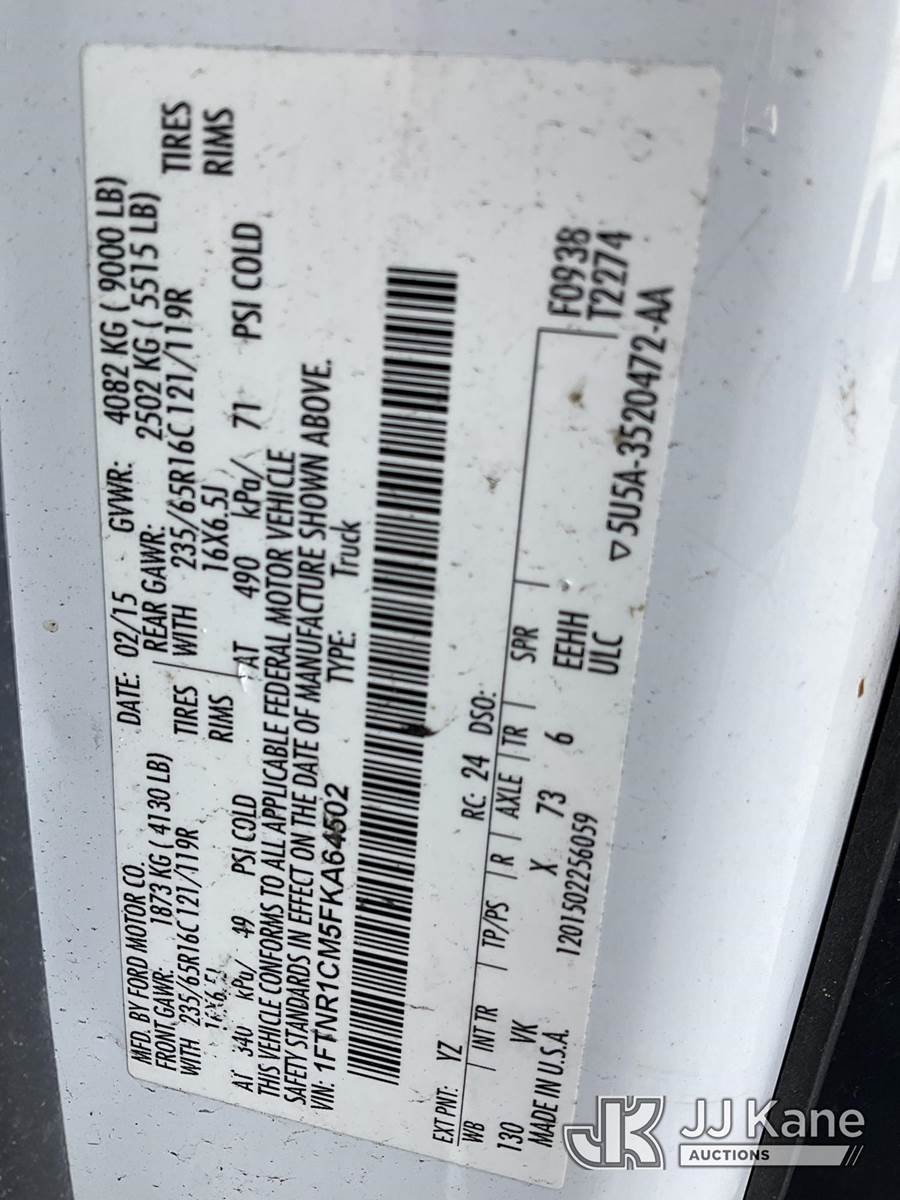 MFD. BY FORD MOTOR CO.
DATE: 02/15 GVWR: 4082 KG ( 9000 LB)
FRONT GAWR: 1873 KG ( 4130 LB) REAR GAWR: 2502 KG ( 5515 LB)
WITH 235/65R16C 121/119R TIRES WITH 235/65R16C 121/119R TIRES
16X6.5J RIMS 16X6.5J RIMS
AT 340 kPa/ 49 PSI COLD AT 490 kPa/ 71 PSI COLD
THIS VEHICLE CONFORMS TO ALL APPLICABLE FEDERAL MOTOR VEHICLE
SAFETY STANDARDS IN EFFECT ON THE DATE OF MANUFACTURE SHOWN ABOVE.
VIN: 1FTNR1CM5FKA64502 TYPE: Truck
EXT PNT: YZ RC: 24 DSO: F0938
WB INT TR TP/PS R AXLE TR SPR T2274
130 VK X 73 6 EEHH
MADE IN U.S.A. 1201502256059 ULC
▽5U5A-3520472-AA
JK JJ Kane
AUCTIONS